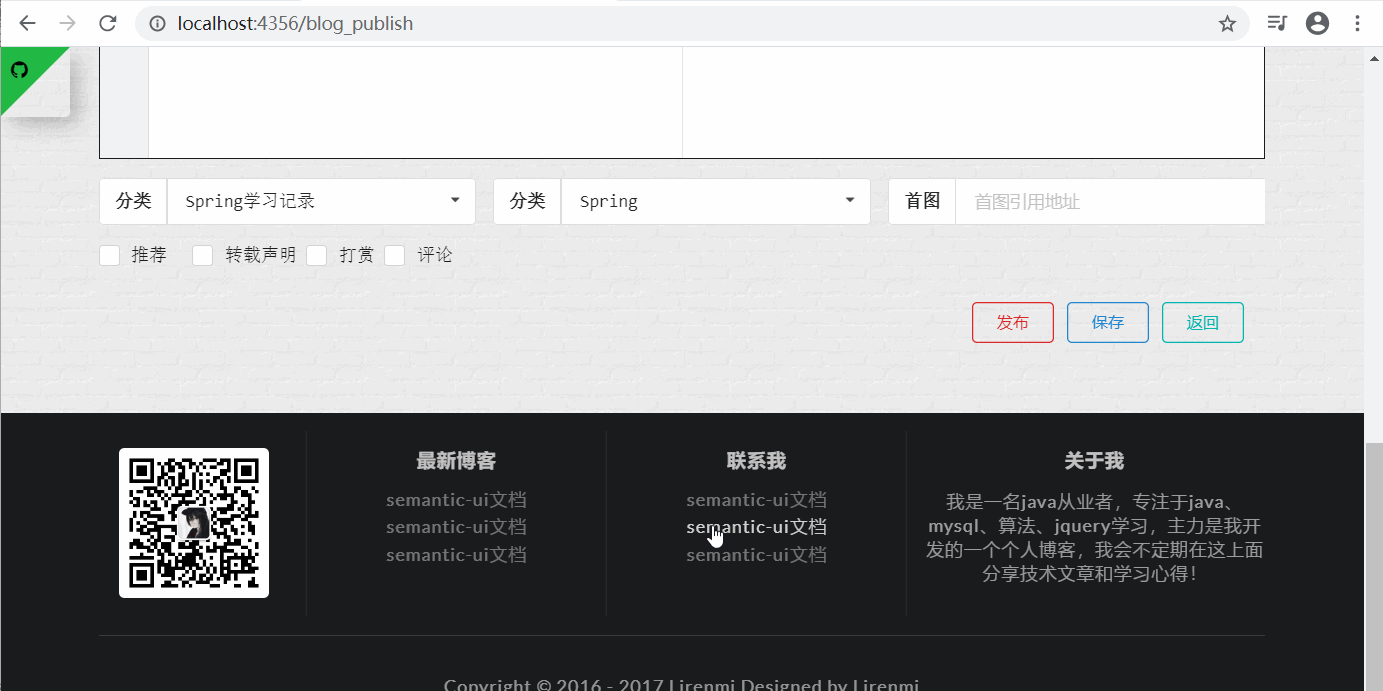 localhost:4356/blog_publish
分类 Spring学习记录 分类 Spring 首图 首图引用地址
推荐 转载声明 打赏 评论
发布 保存 返回
最新博客
semantic-ui文档
semantic-ui文档
semantic-ui文档
联系我
semantic-ui文档
semantic-ui文档
semantic-ui文档
关于我
我是一名java从业者，专注于java、
mysql、算法、jquery学习，主力是我开
发的一个个人博客，我会不定期在这上面
分享技术文章和学习心得！
Copyright © 2016 - 2017 Lirenmi Designed by Lirenmi